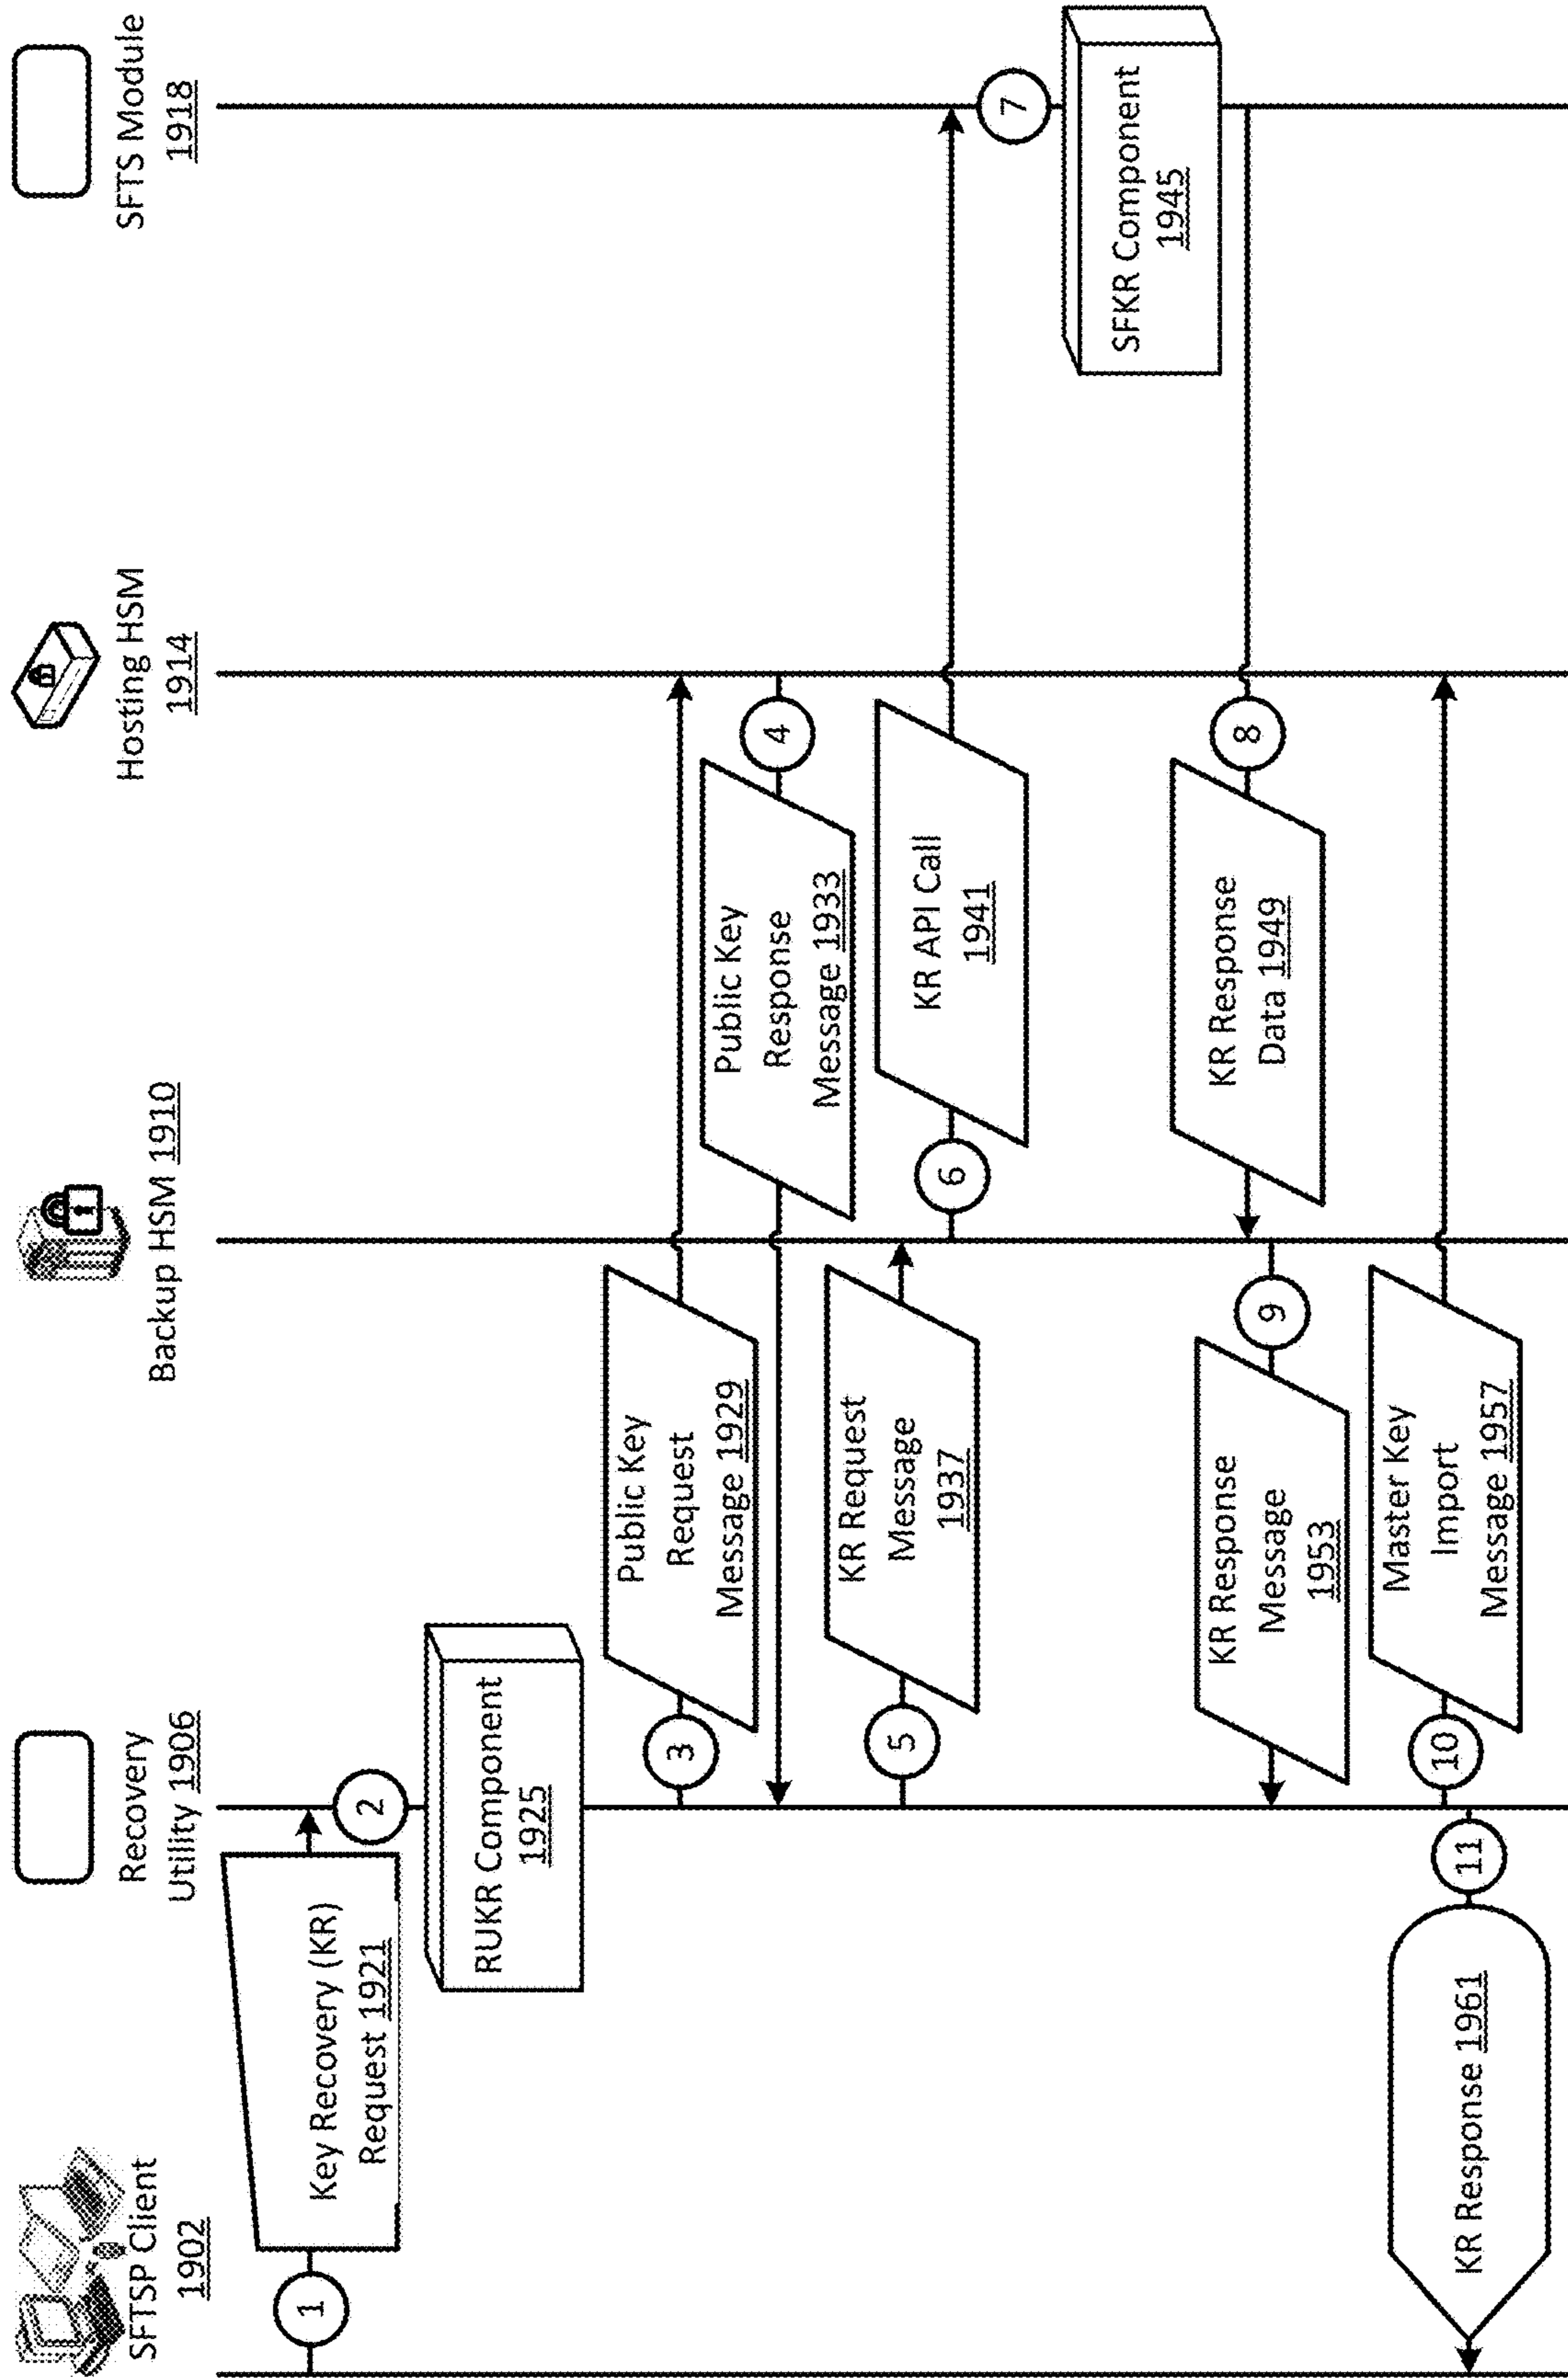 SFTSP Client
1902
Recovery
Utility 1906
Backup HSM 1910
Hosting HSM
1914
SFTS Module
1918
1
Key Recovery (KR)
Request 1921
2
RUKR Component
1925
3
Public Key
Request
Message 1929
4
Public Key
Response
Message 1933
5
KR Request
Message
1937
6
KR API Call
1941
7
SFKR Component
1945
8
KR Response
Data 1949
9
KR Response
Message
1953
10
Master Key
Import
Message 1957
11
KR Response 1961